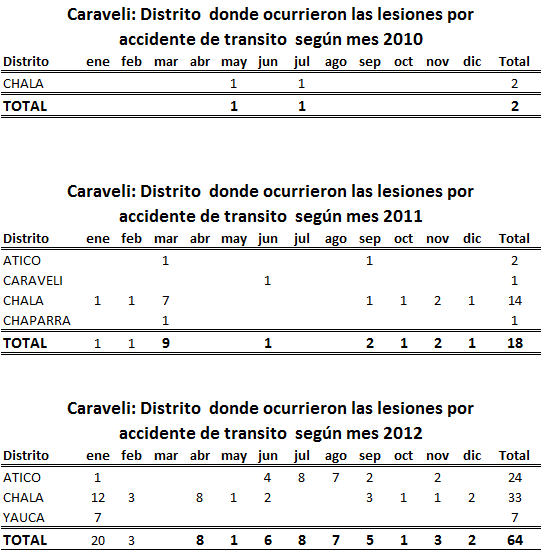 Caraveli: Distrito donde ocurrieron las lesiones por
accidente de transito según mes 2010
Distrito ene feb mar abr may jun jul ago sep oct nov dic Total
CHALA 1 1 2
TOTAL 1 1 2
Caraveli: Distrito donde ocurrieron las lesiones por
accidente de transito según mes 2011
Distrito ene feb mar abr may jun jul ago sep oct nov dic Total
ATICO 1 1 2
CARAVELI 1 1
CHALA 1 1 7 1 1 2 1 14
CHAPARRA 1 1
TOTAL 1 1 9 1 2 1 2 1 18
Caraveli: Distrito donde ocurrieron las lesiones por
accidente de transito según mes 2012
Distrito ene feb mar abr may jun jul ago sep oct nov dic Total
ATICO 1 4 8 7 2 2 24
CHALA 12 3 8 1 2 3 1 1 2 33
YAUCA 7 7
TOTAL 20 3 8 1 6 8 7 5 1 3 2 64